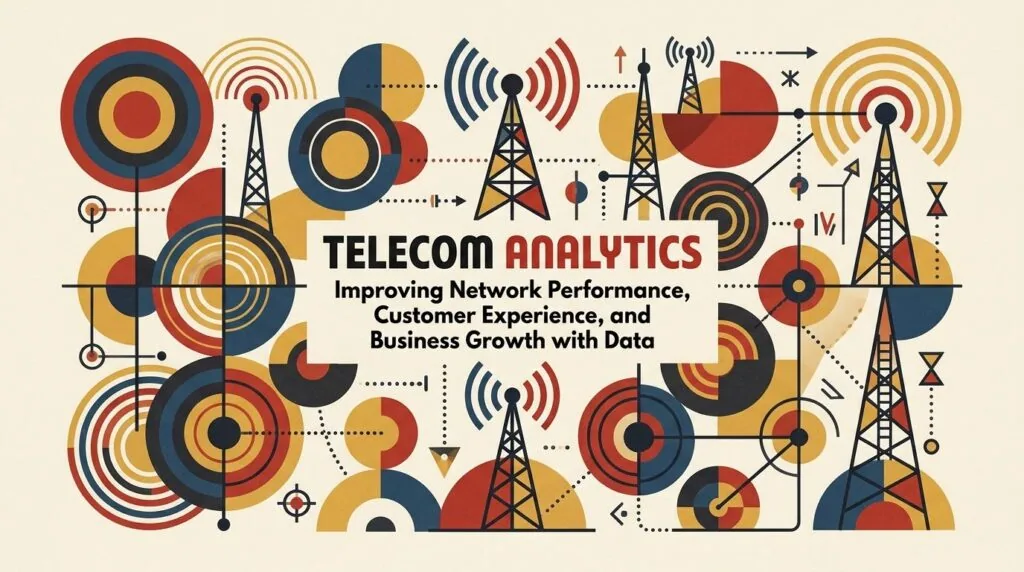 TELECOM ANALYTICS
Improving Network Performance,
Customer Experience, and
Business Growth with Data